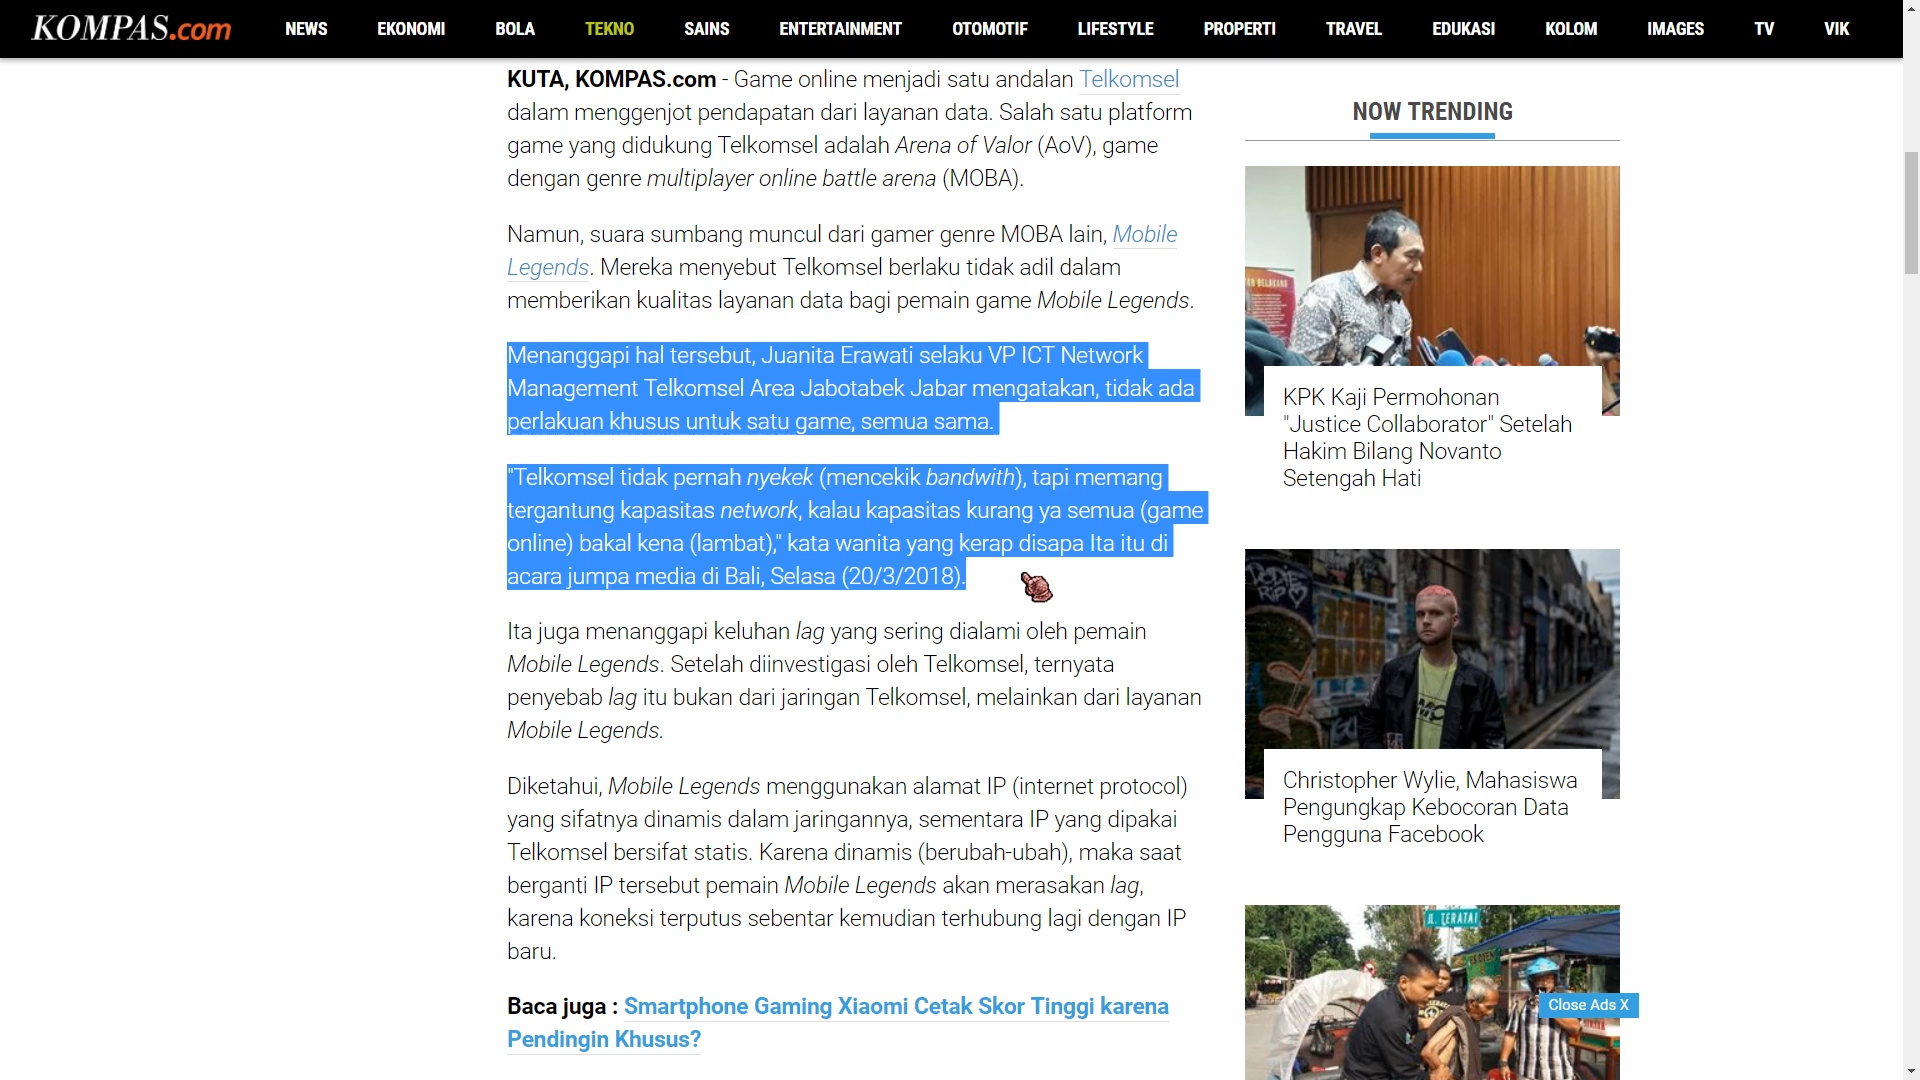 KOMPAS.com NEWS EKONOMI BOLA TEKNO SAINS ENTERTAINMENT OTOMOTIF LIFESTYLE PROPERTI TRAVEL EDUKASI KOLOM IMAGES TV VIK
KUTA, KOMPAS.com - Game online menjadi satu andalan Telkomsel
dalam menggenjot pendapatan dari layanan data. Salah satu platform
game yang didukung Telkomsel adalah Arena of Valor (AoV), game
dengan genre multiplayer online battle arena (MOBA).
Namun, suara sumbang muncul dari gamer genre MOBA lain, Mobile
Legends. Mereka menyebut Telkomsel berlaku tidak adil dalam
memberikan kualitas layanan data bagi pemain game Mobile Legends.
Menanggapi hal tersebut, Juanita Erawati selaku VP ICT Network
Management Telkomsel Area Jabotabek Jabar mengatakan, tidak ada
perlakuan khusus untuk satu game, semua sama.
"Telkomsel tidak pernah nyekek (mencekik bandwith), tapi memang
tergantung kapasitas network, kalau kapasitas kurang ya semua (game
online) bakal kena (lambat)," kata wanita yang kerap disapa Ita itu di
acara jumpa media di Bali, Selasa (20/3/2018).
Ita juga menanggapi keluhan lag yang sering dialami oleh pemain
Mobile Legends. Setelah diinvestigasi oleh Telkomsel, ternyata
penyebab lag itu bukan dari jaringan Telkomsel, melainkan dari layanan
Mobile Legends.
Diketahui, Mobile Legends menggunakan alamat IP (internet protocol)
yang sifatnya dinamis dalam jaringannya, sementara IP yang dipakai
Telkomsel bersifat statis. Karena dinamis (berubah-ubah), maka saat
berganti IP tersebut pemain Mobile Legends akan merasakan lag,
karena koneksi terputus sebentar kemudian terhubung lagi dengan IP
baru.
Baca juga : Smartphone Gaming Xiaomi Cetak Skor Tinggi karena
Pendingin Khusus?
NOW TRENDING
KPK Kaji Permohonan
"Justice Collaborator" Setelah
Hakim Bilang Novanto
Setengah Hati
Christopher Wylie, Mahasiswa
Pengungkap Kebocoran Data
Pengguna Facebook
JL. TERATAI
Close Ads X